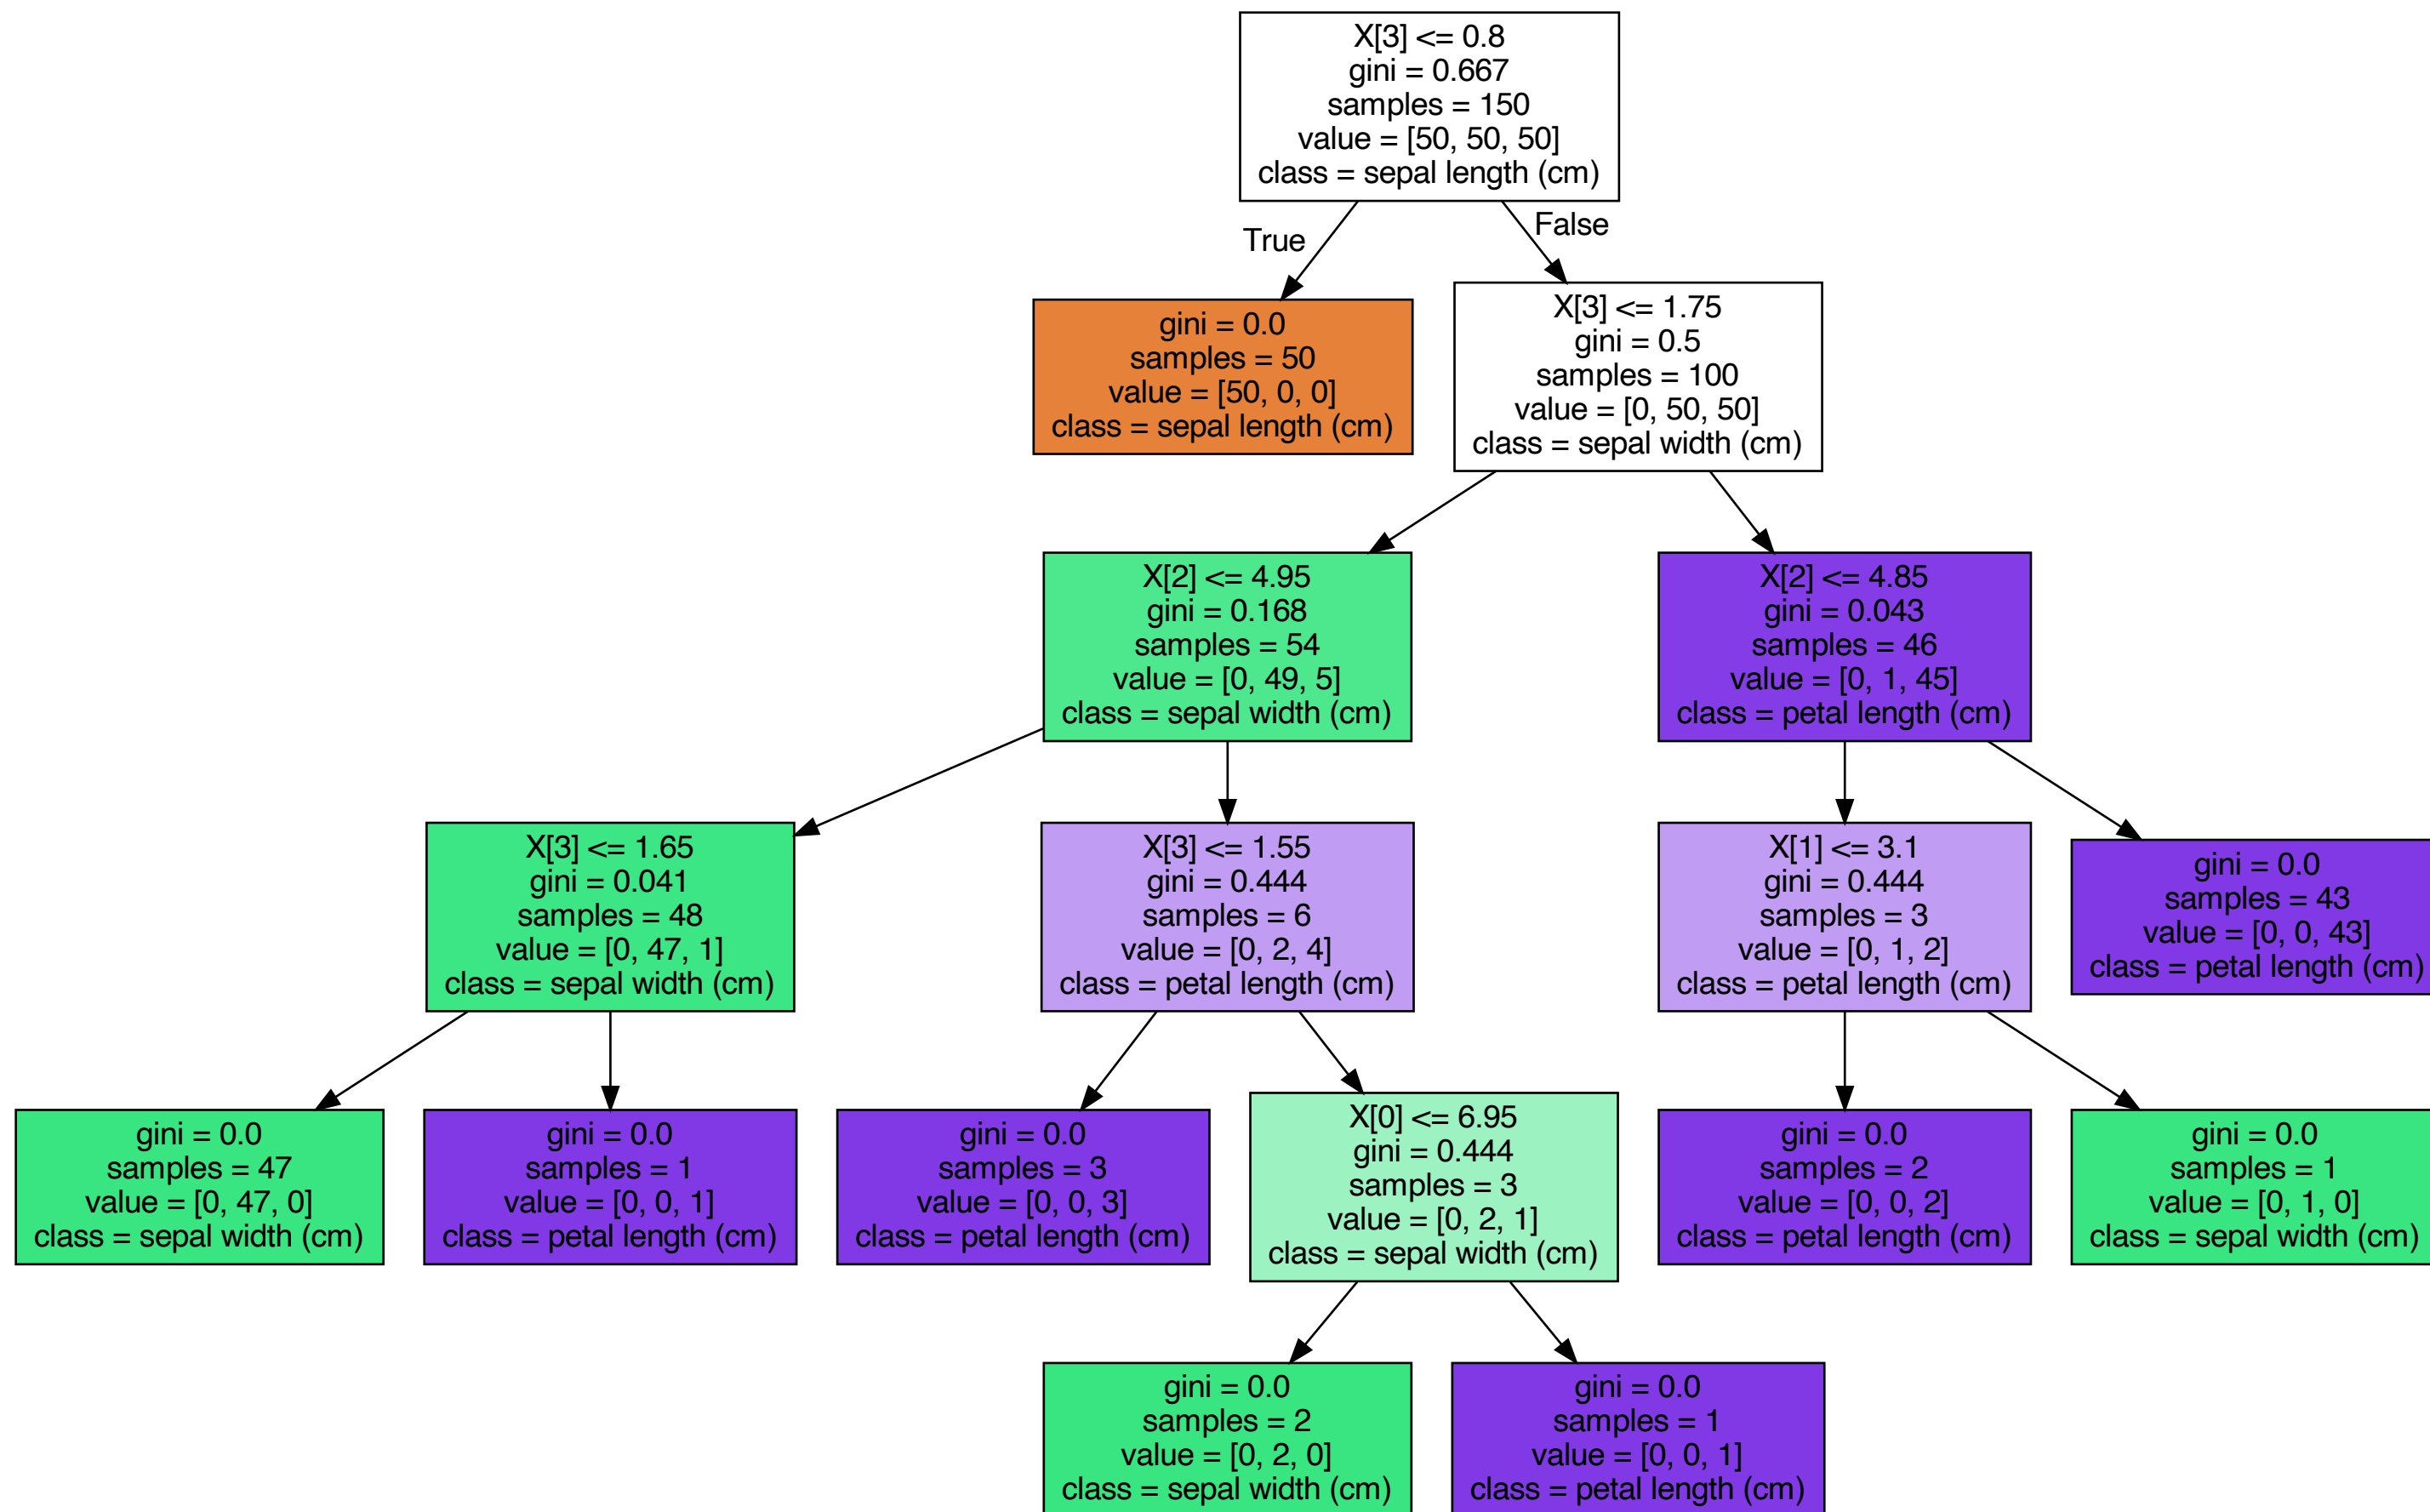 X[3] <= 0.8
gini = 0.667
samples = 150
value = [50, 50, 50]
class = sepal length (cm)
True
False
gini = 0.0
samples = 50
value = [50, 0, 0]
class = sepal length (cm)
X[3] <= 1.75
gini = 0.5
samples = 100
value = [0, 50, 50]
class = sepal width (cm)
X[2] <= 4.95
gini = 0.168
samples = 54
value = [0, 49, 5]
class = sepal width (cm)
X[2] <= 4.85
gini = 0.043
samples = 46
value = [0, 1, 45]
class = petal length (cm)
X[3] <= 1.65
gini = 0.041
samples = 48
value = [0, 47, 1]
class = sepal width (cm)
X[3] <= 1.55
gini = 0.444
samples = 6
value = [0, 2, 4]
class = petal length (cm)
X[1] <= 3.1
gini = 0.444
samples = 3
value = [0, 1, 2]
class = petal length (cm)
gini = 0.0
samples = 43
value = [0, 0, 43]
class = petal length (cm)
gini = 0.0
samples = 47
value = [0, 47, 0]
class = sepal width (cm)
gini = 0.0
samples = 1
value = [0, 0, 1]
class = petal length (cm)
gini = 0.0
samples = 3
value = [0, 0, 3]
class = petal length (cm)
X[0] <= 6.95
gini = 0.444
samples = 3
value = [0, 2, 1]
class = sepal width (cm)
gini = 0.0
samples = 2
value = [0, 0, 2]
class = petal length (cm)
gini = 0.0
samples = 1
value = [0, 1, 0]
class = sepal width (cm)
gini = 0.0
samples = 2
value = [0, 2, 0]
class = sepal width (cm)
gini = 0.0
samples = 1
value = [0, 0, 1]
class = petal length (cm)